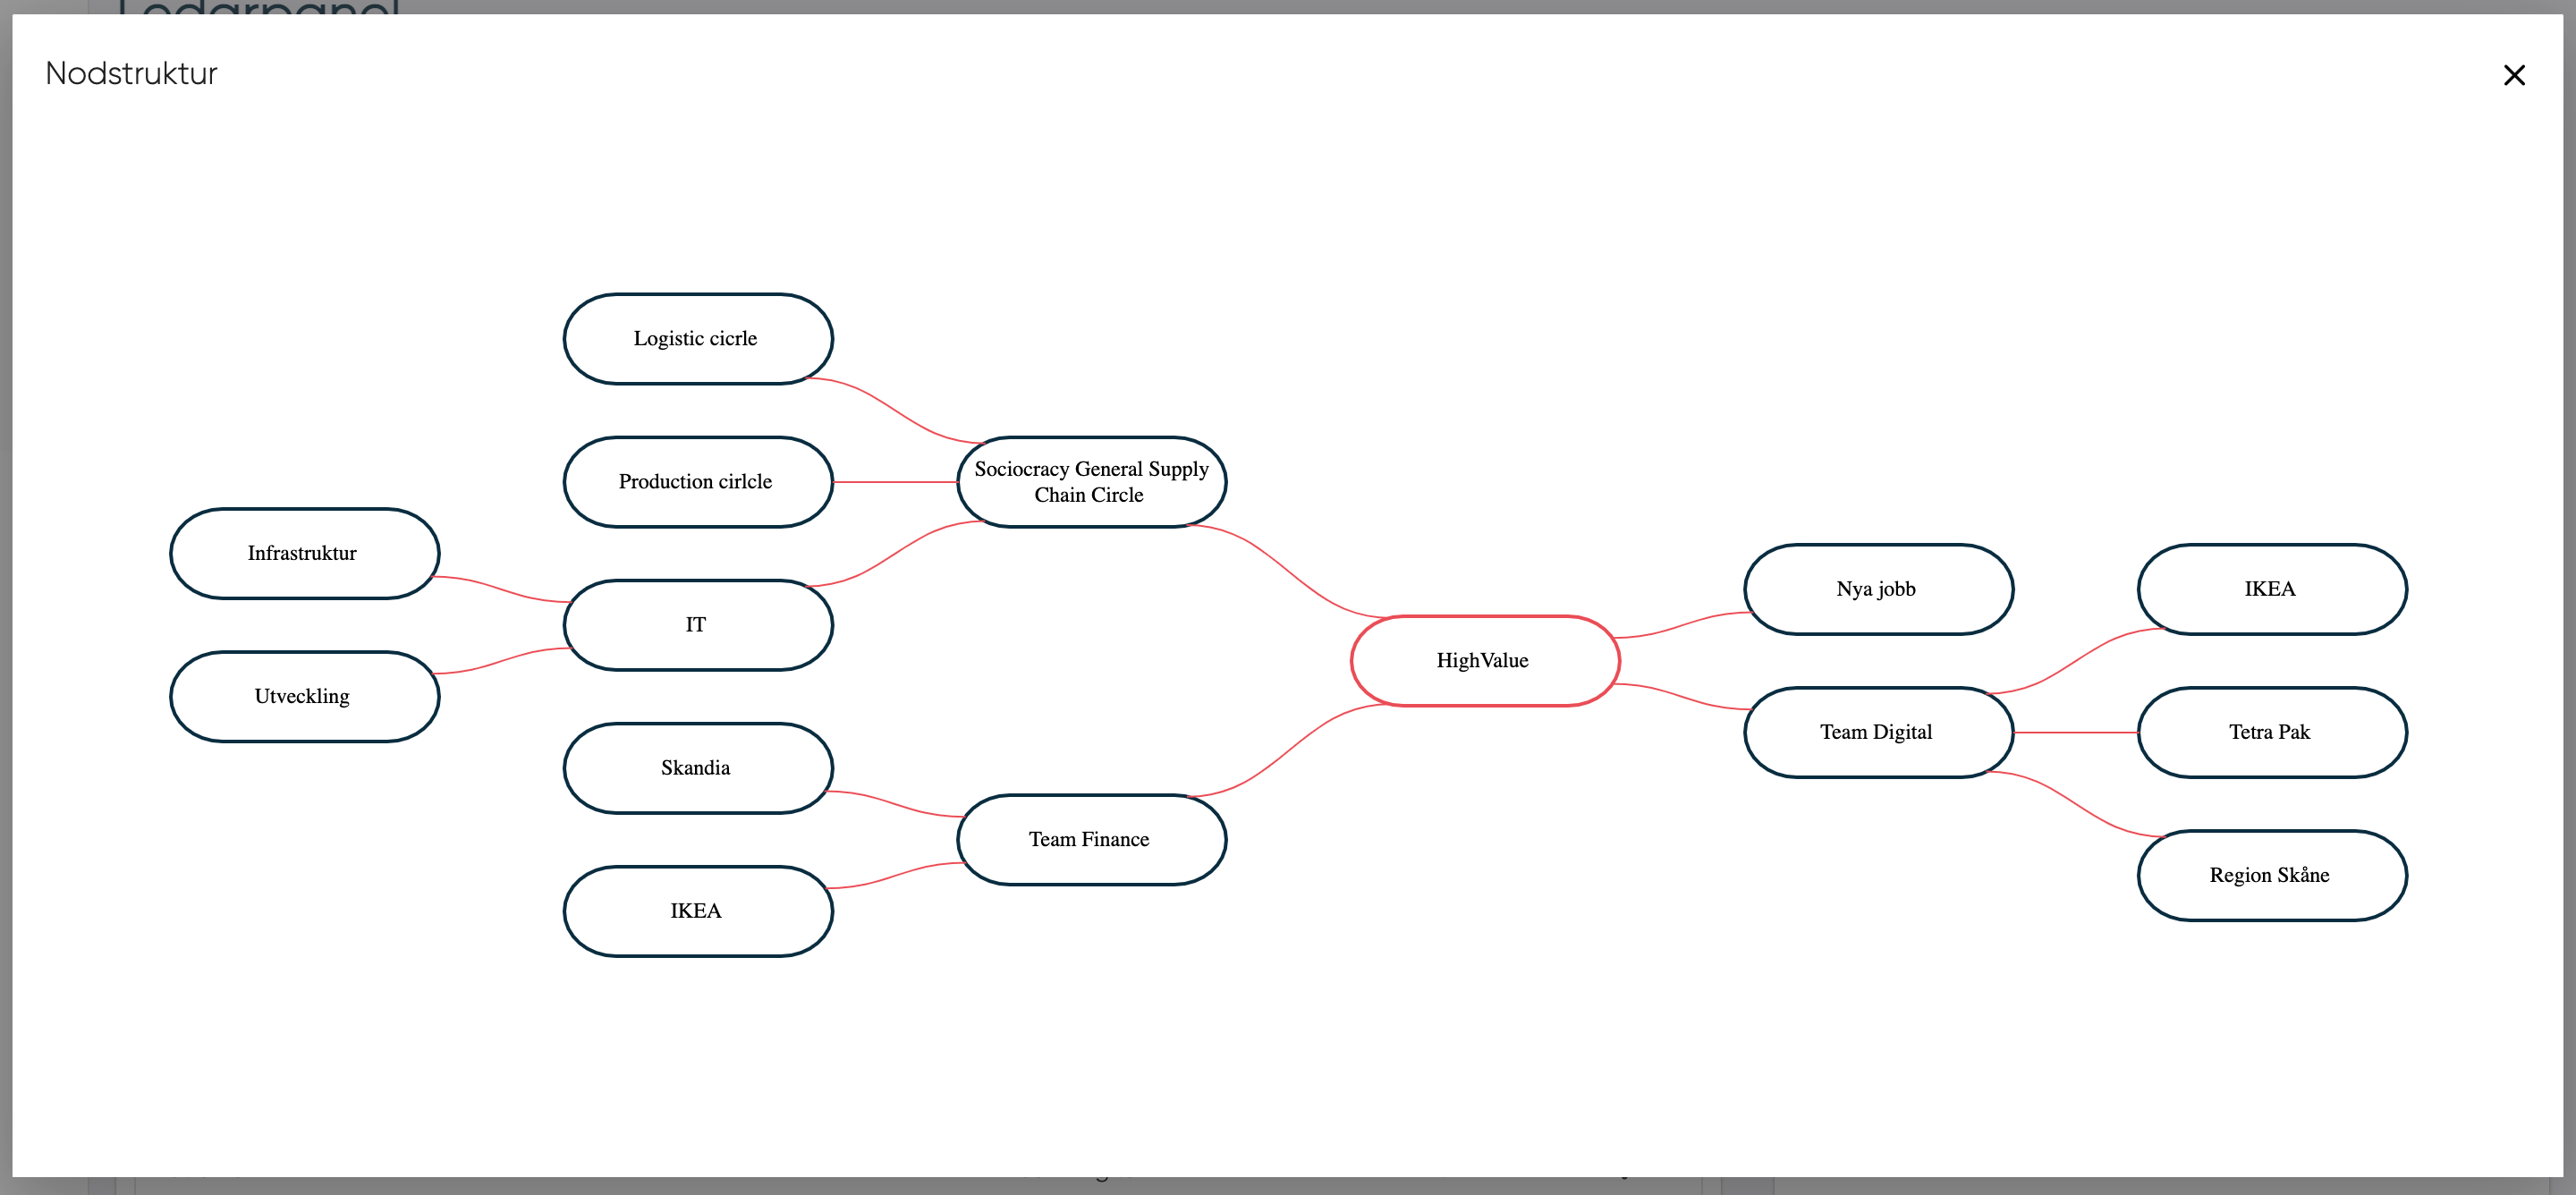 Ledarpanel
Nodstruktur
Logistic cicrle
Production cirlcle
Sociocracy General Supply
Chain Circle
Infrastruktur
IT
Utveckling
Skandia
Team Finance
IKEA
HighValue
Nya jobb
IKEA
Team Digital
Tetra Pak
Region Skåne